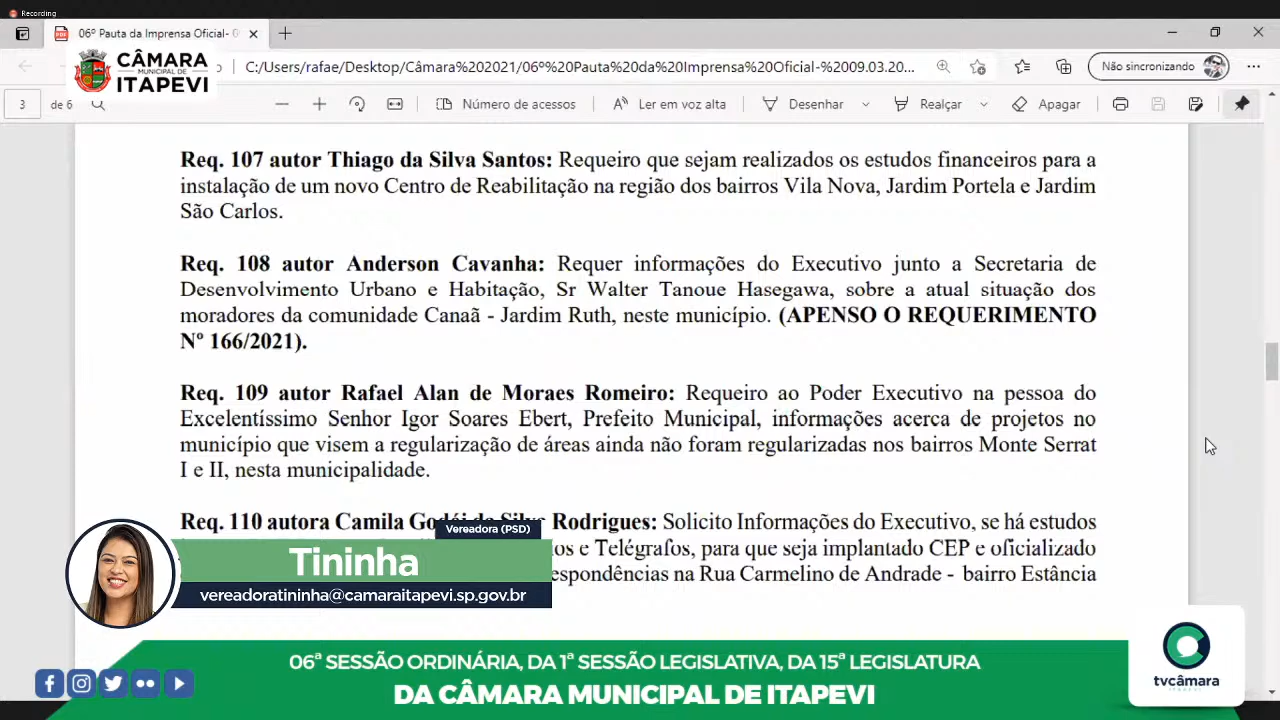 Recording
06º Pauta da Imprensa Oficial-
CÂMARA
MUNICIPAL DE
ITAPEVI
C:/Users/rafae/Desktop/Câmara%202021/06º%20Pauta%20da%20Imprensa%20Oficial-%20%2003.20...
Não sincronizando
3 de 6
Número de acessos
Ler em voz alta
Desenhar
Realçar
Apagar
Req. 107 autor Thiago da Silva Santos: Requeiro que sejam realizados os estudos financeiros para a
instalação de um novo Centro de Reabilitação na região dos bairros Vila Nova, Jardim Portela e Jardim
São Carlos.
Req. 108 autor Anderson Cavanha: Requer informações do Executivo junto a Secretaria de
Desenvolvimento Urbano e Habitação, Sr Walter Tanoue Hasegawa, sobre a atual situação dos
moradores da comunidade Canaã - Jardim Ruth, neste município. (APENSO O REQUERIMENTO
Nº 166/2021).
Req. 109 autor Rafael Alan de Moraes Romeiro: Requeiro ao Poder Executivo na pessoa do
Excelentíssimo Senhor Igor Soares Ebert, Prefeito Municipal, informações acerca de projetos no
município que visem a regularização de áreas ainda não foram regularizadas nos bairros Monte Serrat
I e II, nesta municipalidade.
Req. 110 autora Camila Godói da Silva Rodrigues: Solicito Informações do Executivo, se há estudos
os e Telégrafos, para que seja implantado CEP e oficializado
espondências na Rua Carmelino de Andrade - bairro Estância
Vereadora (PSD)
Tininha
vereadoratininha@camaraitapevi.sp.gov.br
06ª SESSÃO ORDINÁRIA, DA 1ª SESSÃO LEGISLATIVA, DA 15ª LEGISLATURA
DA CÂMARA MUNICIPAL DE ITAPEVI
tvcâmara
ITAPEVI